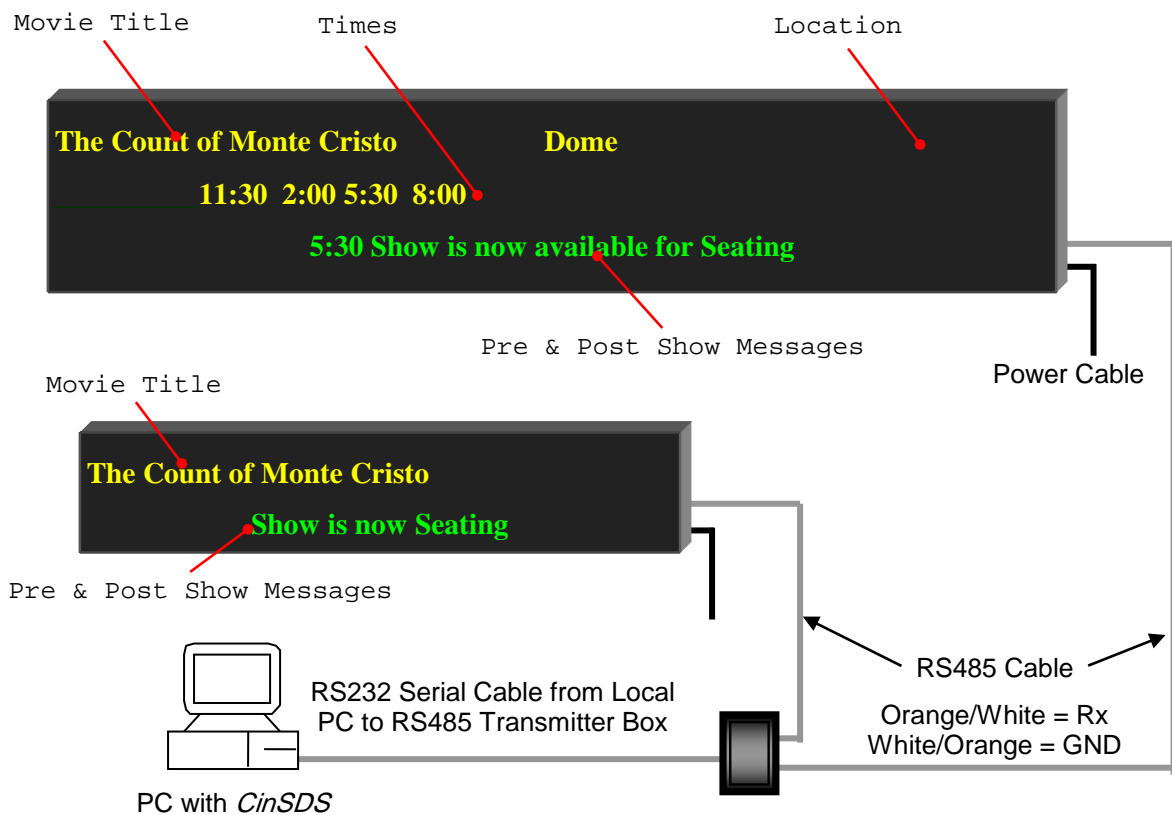 Movie Title
Times
Location
The Count of Monte Cristo Dome
11:30 2:00 5:30 8:00
5:30 Show is now available for Seating
Pre & Post Show Messages
Power Cable
Movie Title
The Count of Monte Cristo
Show is now Seating
Pre & Post Show Messages
RS232 Serial Cable from Local
PC to RS485 Transmitter Box
RS485 Cable
Orange/White = Rx
White/Orange = GND
PC with CinSDS